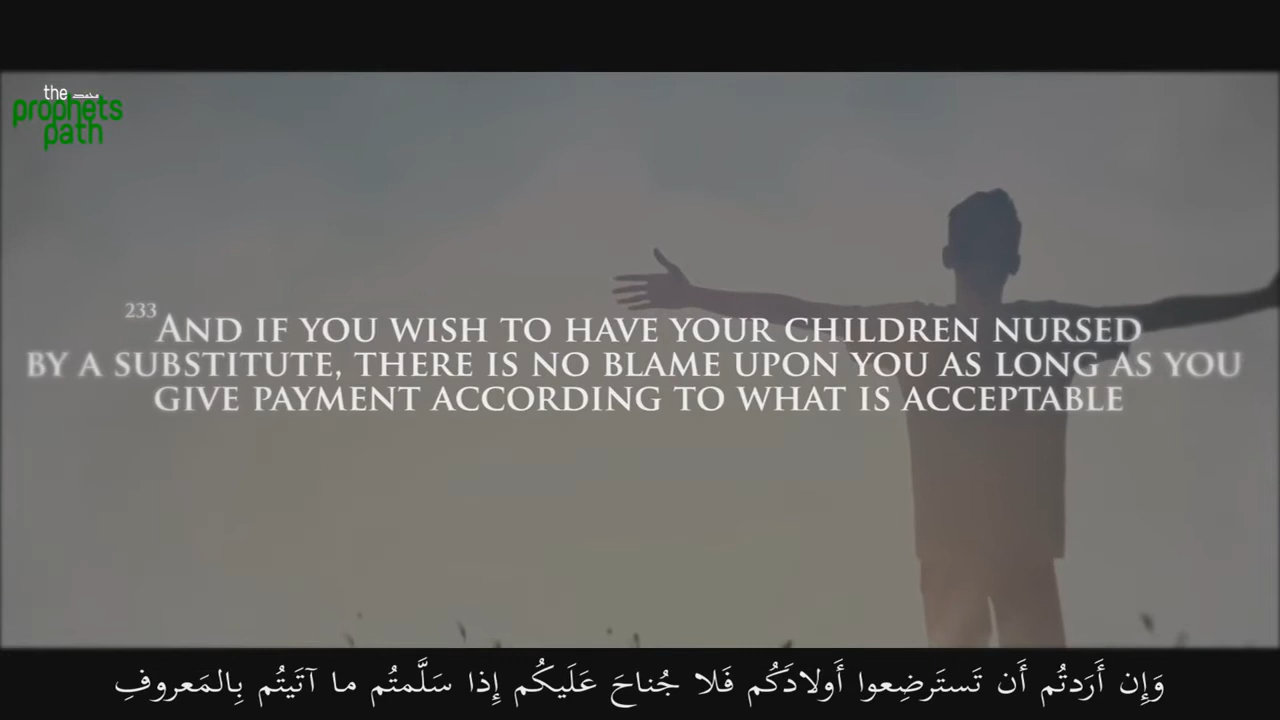 the
prophets
path
233 AND IF YOU WISH TO HAVE YOUR CHILDREN NURSED
BY A SUBSTITUTE, THERE IS NO BLAME UPON YOU AS LONG AS YOU
GIVE PAYMENT ACCORDING TO WHAT IS ACCEPTABLE
وَإِن أَرَدتُم أَن تَستَرضِعوا أَولادَكُم فَلا جُناحَ عَلَيكُم إِذا سَلَّمتُم ما آتَيتُم بِالمَعروفِ